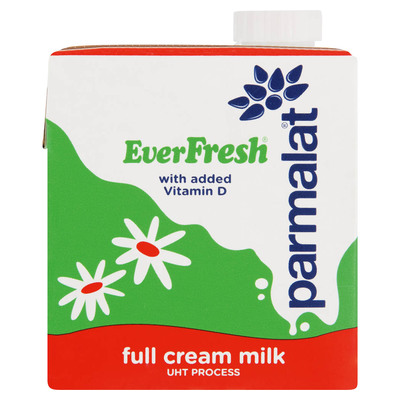 EverFresh®
with added
Vitamin D
parmalat®
full cream milk
UHT PROCESS